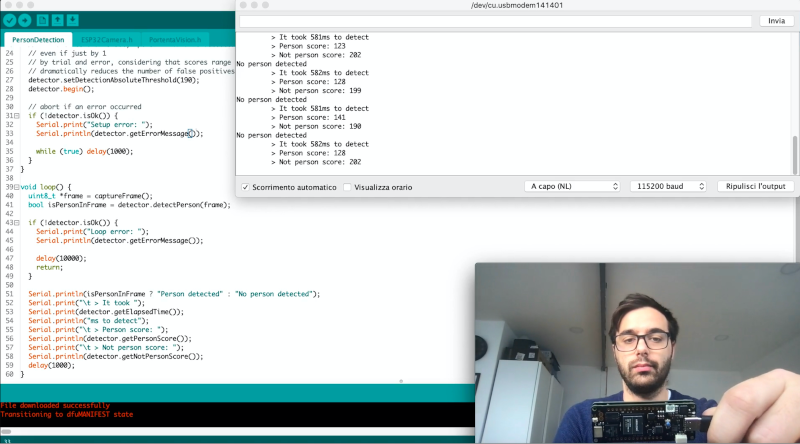 /dev/cu.usbmodem141401
Invia
PersonDetection
ESP32Camera.h
PortentaVision.h
24 // even if just by 1
25 // by trial and error, considering that scores range
26 // dramatically reduces the number of false positives
27 detector.setDetectionAbsoluteThreshold(190);
28 detector.begin();
29
30 // abort if an error occurred
31 if (!detector.isOk()) {
32 Serial.print("Setup error: ");
33 Serial.println(detector.getErrorMessage());
34
35 while (true) delay(1000);
36 }
37 }
38
39 void loop() {
40 uint8_t *frame = captureFrame();
41 bool isPersonInFrame = detector.detectPerson(frame);
42
43 if (!detector.isOk()) {
44 Serial.print("Loop error: ");
45 Serial.println(detector.getErrorMessage());
46
47 delay(10000);
48 return;
49 }
50
51 Serial.println(isPersonInFrame ? "Person detected" : "No person detected");
52 Serial.print("\t > It took ");
53 Serial.print(detector.getElapsedTime());
54 Serial.println("ms to detect");
55 Serial.print("\t > Person score: ");
56 Serial.println(detector.getPersonScore());
57 Serial.print("\t > Not person score: ");
58 Serial.println(detector.getNotPersonScore());
59 delay(1000);
60 }
> It took 581ms to detect
> Person score: 123
> Not person score: 202
No person detected
> It took 582ms to detect
> Person score: 128
> Not person score: 199
No person detected
> It took 581ms to detect
> Person score: 141
> Not person score: 190
No person detected
> It took 582ms to detect
> Person score: 128
> Not person score: 202
Scorrimento automatico
Visualizza orario
A capo (NL)
115200 baud
Ripulisci l'output
File downloaded successfully
Transitioning to dfuMANIFEST state